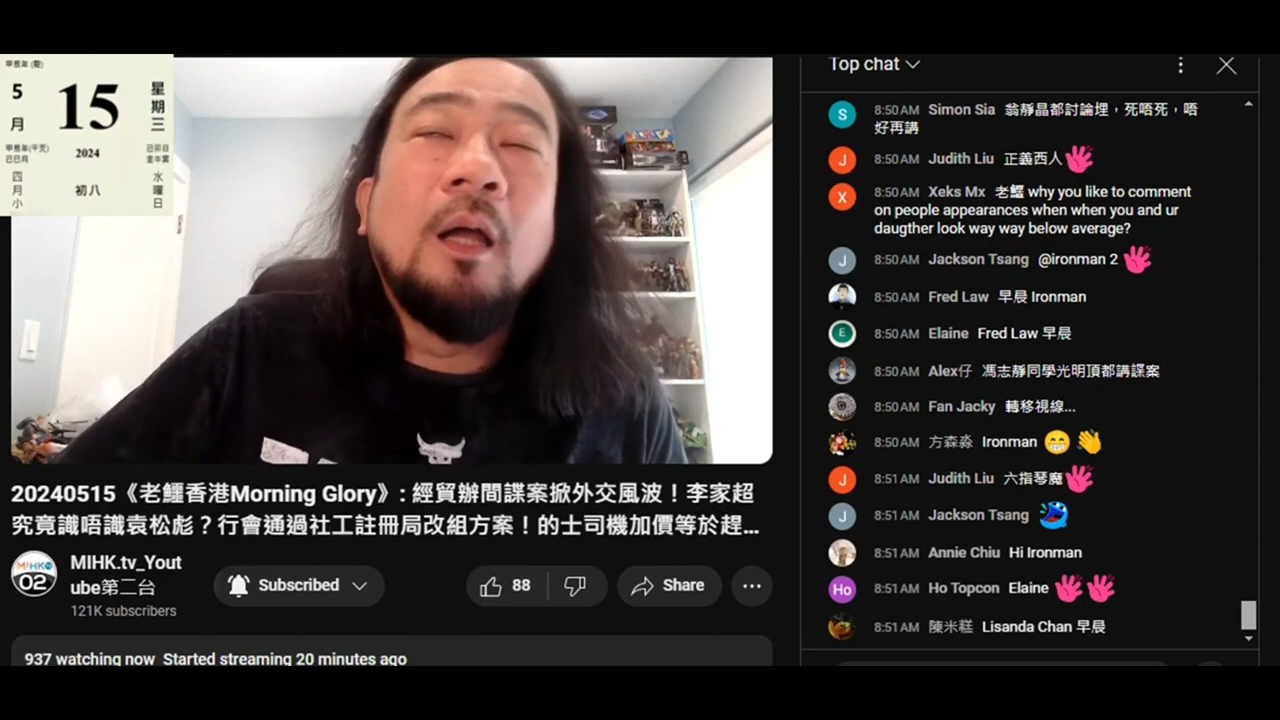 甲辰年 (龍)
5
月
15
星期三
甲辰年(干支)
己巳月
2024
四月小
初八
水曜日
20240515《老鱷香港Morning Glory》: 經貿辦間諜案掀外交風波！李家超
究竟識唔識袁松彪？行會通過社工註冊局改組方案！的士司機加價等於趕...
M!HK
02
MIHK.tv_Yout
ube第二台
121K subscribers
Subscribed
88
Share
937 watching now Started streaming 20 minutes ago
Top chat
S
8:50 AM Simon Sia 翁靜晶都討論埋，死唔死，唔
好再講
J
8:50 AM Judith Liu 正義西人
X
8:50 AM Xeks Mx 老鱷 why you like to comment
on people appearances when when you and ur
daugther look way way below average?
J
8:50 AM Jackson Tsang @ironman 2
8:50 AM Fred Law 早晨 Ironman
E
8:50 AM Elaine Fred Law 早晨
8:50 AM Alex仔 馮志靜同學光明頂都講諜案
8:50 AM Fan Jacky 轉移視線...
8:50 AM 方森淼 Ironman
J
8:51 AM Judith Liu 六指琴魔
J
8:51 AM Jackson Tsang
8:51 AM Annie Chiu Hi Ironman
Ho
8:51 AM Ho Topcon Elaine
8:51 AM 陳米糕 Lisanda Chan 早晨